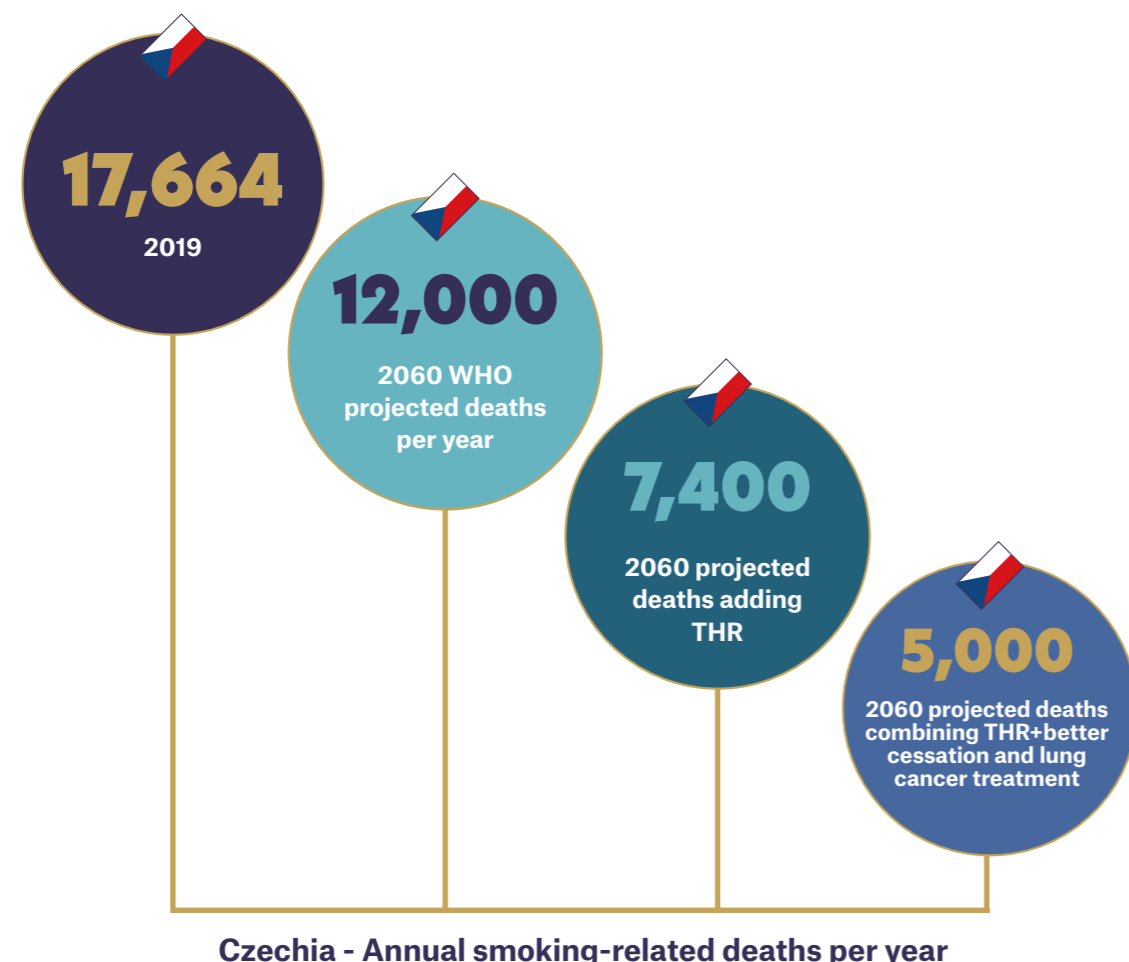 17,664
2019
12,000
2060 WHO
projected deaths
per year
7,400
2060 projected
deaths adding
THR
5,000
2060 projected deaths
combining THR+better
cessation and lung
cancer treatment
Czechia - Annual smoking-related deaths per year